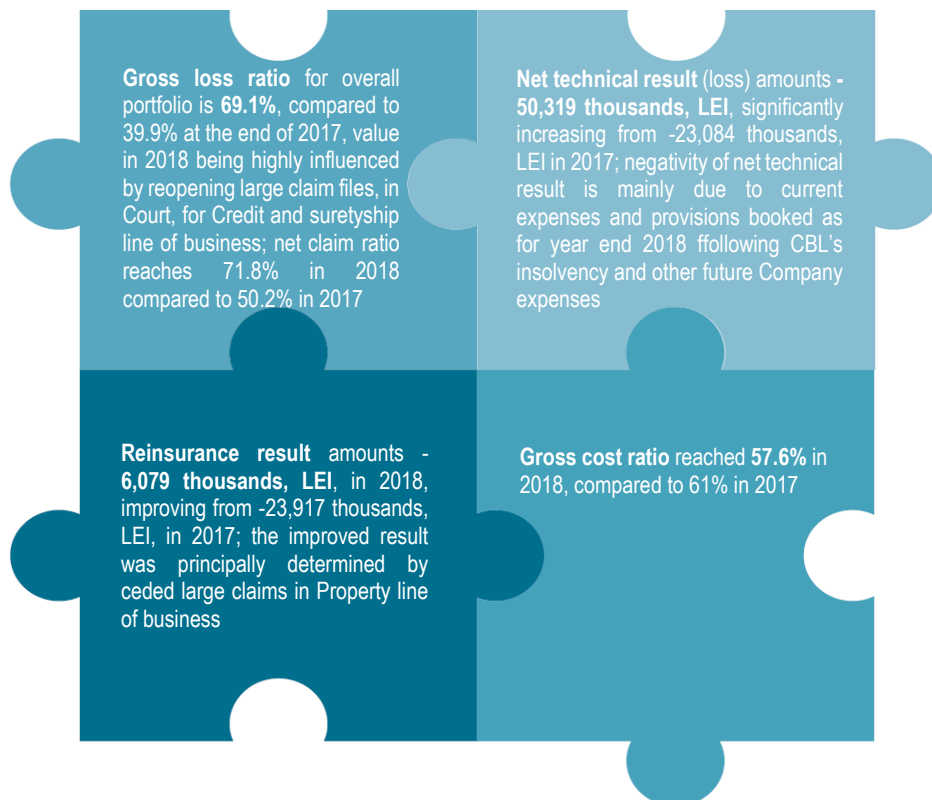 Gross loss ratio for overall
portfolio is 69.1%, compared to
39.9% at the end of 2017, value
in 2018 being highly influenced
by reopening large claim files, in
Court, for Credit and suretyship
line of business; net claim ratio
reaches 71.8% in 2018
compared to 50.2% in 2017
Net technical result (loss) amounts -
50,319 thousands, LEI, significantly
increasing from -23,084 thousands,
LEI in 2017; negativity of net technical
result is mainly due to current
expenses and provisions booked as
for year end 2018 ffollowing CBL's
insolvency and other future Company
expenses
Reinsurance result amounts -
6,079 thousands, LEI, in 2018,
improving from -23,917 thousands,
LEI, in 2017; the improved result
was principally determined by
ceded large claims in Property line
of business
Gross cost ratio reached 57.6% in
2018, compared to 61% in 2017